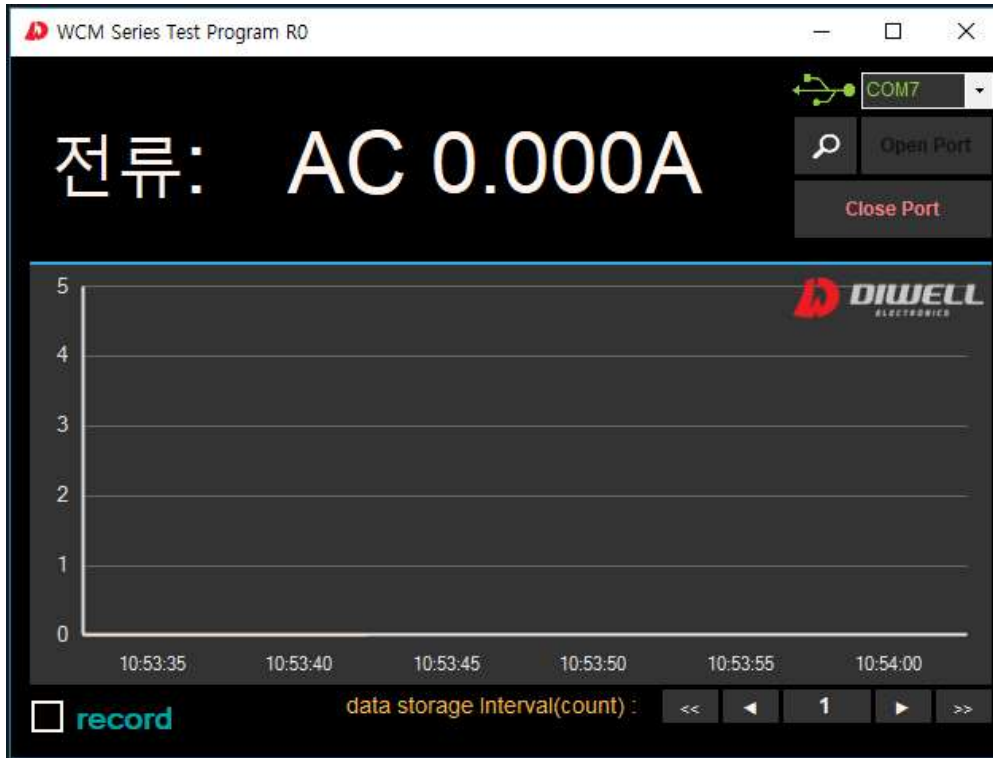 WCM Series Test Program R0
COM7
전류: AC 0.000A
Open Port
Close Port
DIWELL
ELECTRONICS
5
4
3
2
1
0
10:53:35 10:53:40 10:53:45 10:53:50 10:53:55 10:54:00
record data storage Interval(count) : << ◄ 1 ► >>